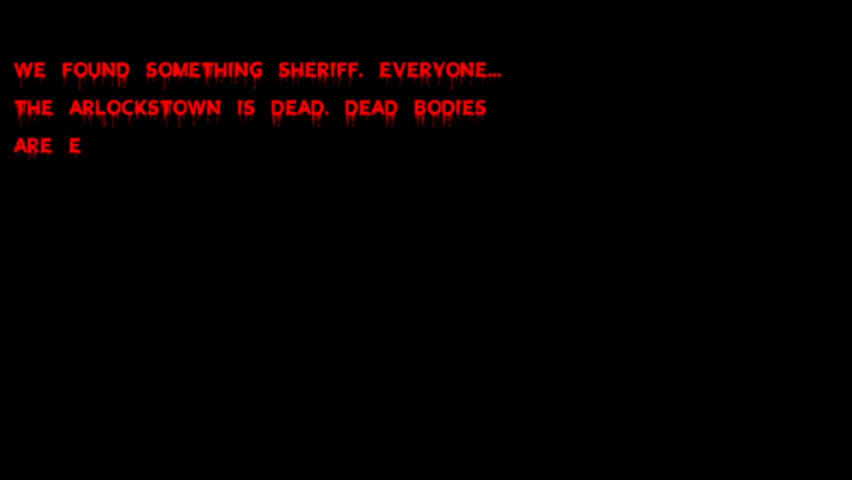 WE FOUND SOMETHING SHERIFF. EVERYONE...
THE ARLOCKSTOWN IS DEAD. DEAD BODIES
ARE E